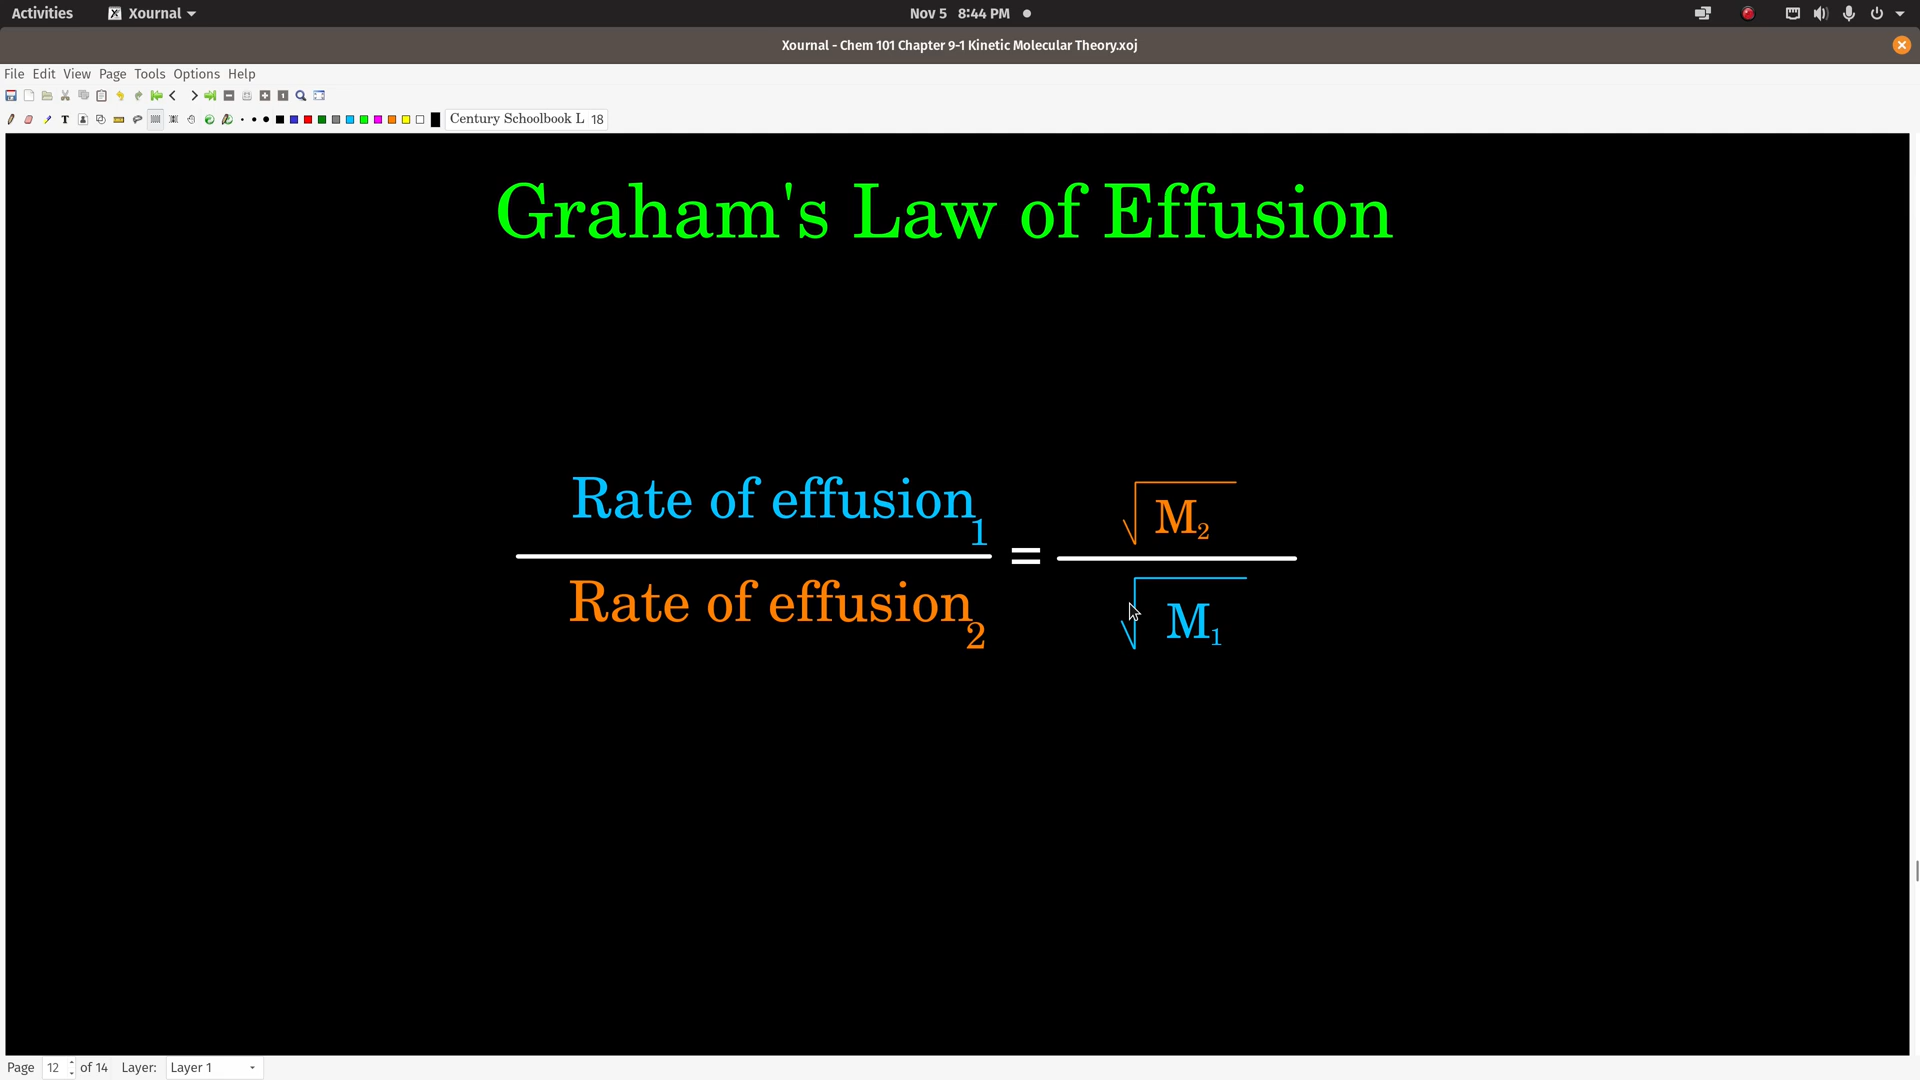 Activities Xournal Nov 5 8:44 PM
Xournal - Chem 101 Chapter 9-1 Kinetic Molecular Theory.xoj
File Edit View Page Tools Options Help
Century Schoolbook L 18
Graham's Law of Effusion
Rate of effusion₁
Rate of effusion₂
=
√M₂
√M₁
Page 12 of 14 Layer: Layer 1